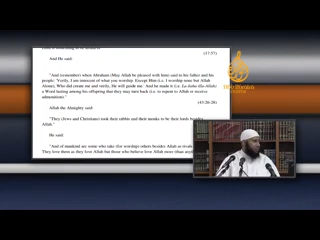 (17:57)
And He said:
"And (remember) when Abraham (May Allah be pleased with him) said to his father and his
people: 'Verily, I am innocent of what you worship. Except Him (i.e. I worship none but Allah
Alone), Who did create me and verily, He will guide me. And he made it (i.e. La ilaha illa Allah)
a Word lasting among his offspring that they may turn back (i.e. to repent to Allah or receive
admonition)."
(43:26-28)
Allah the Almighty said:
"They (Jews and Christians) took their rabbis and their monks to be their lords besides
Allah."
He said:
"And of mankind are some who take (for worship) others besides Allah as rivals
They love them as they love Allah but those who believe love Allah more (than